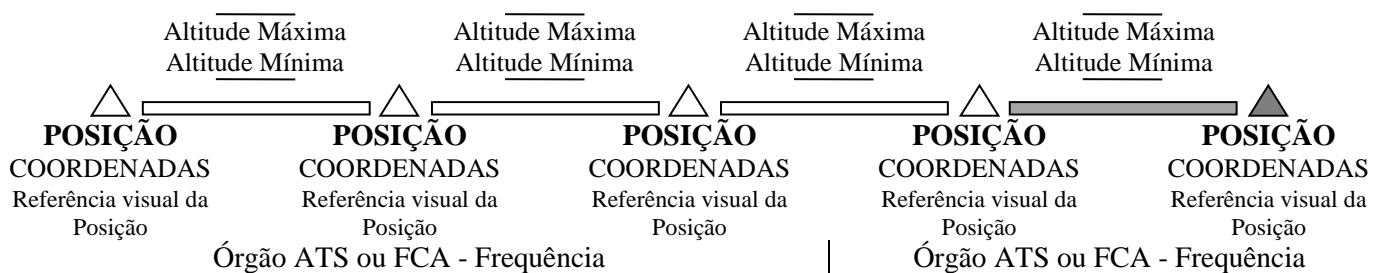 Altitude Máxima Altitude Máxima Altitude Máxima Altitude Máxima
Altitude Mínima Altitude Mínima Altitude Mínima Altitude Mínima
POSIÇÃO POSIÇÃO POSIÇÃO POSIÇÃO POSIÇÃO
COORDENADAS COORDENADAS COORDENADAS COORDENADAS COORDENADAS
Referência visual da Referência visual da Referência visual da Referência visual da Referência visual da
Posição Posição Posição Posição Posição
Órgão ATS ou FCA - Frequência Órgão ATS ou FCA - Frequência